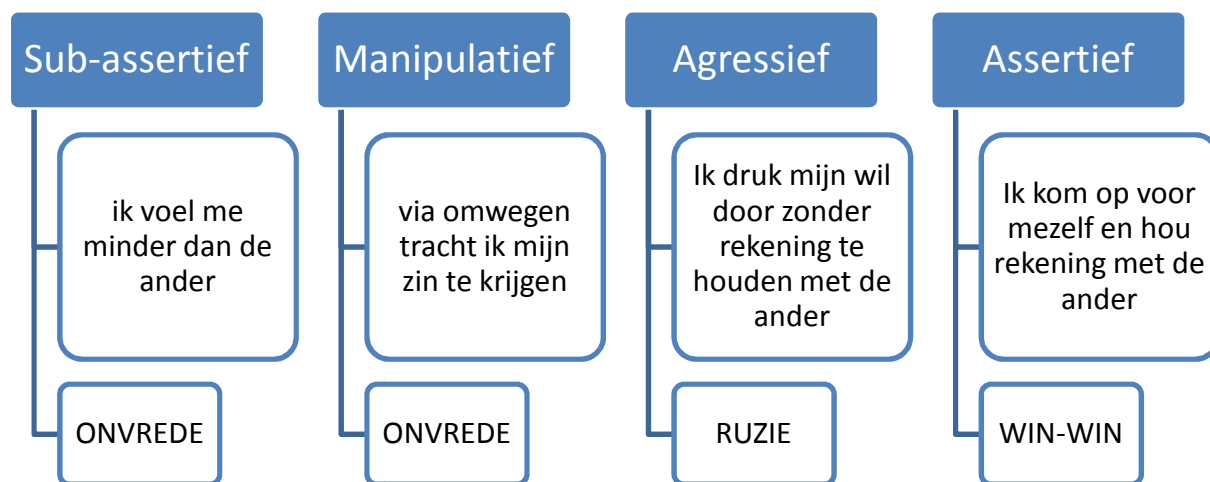 Sub-assertief
ik voel me
minder dan de
ander
ONVREDE
Manipulatief
via omwegen
tracht ik mijn
zin te krijgen
ONVREDE
Agressief
Ik druk mijn wil
door zonder
rekening te
houden met de
ander
RUZIE
Assertief
Ik kom op voor
mezelf en hou
rekening met de
ander
WIN-WIN